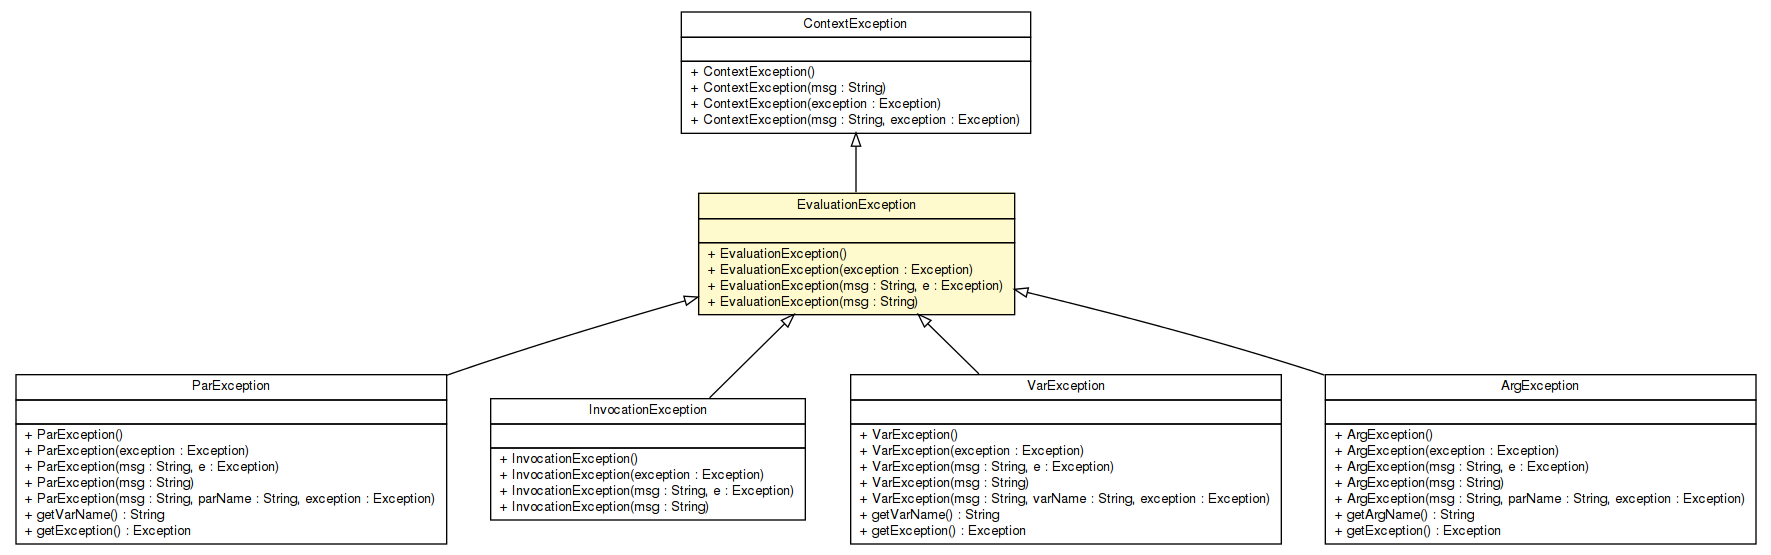 ContextException
+ ContextException()
+ ContextException(msg : String)
+ ContextException(exception : Exception)
+ ContextException(msg : String, exception : Exception)
EvaluationException
+ EvaluationException()
+ EvaluationException(exception : Exception)
+ EvaluationException(msg : String, e : Exception)
+ EvaluationException(msg : String)
ParException
+ ParException()
+ ParException(exception : Exception)
+ ParException(msg : String, e : Exception)
+ ParException(msg : String)
+ ParException(msg : String, parName : String, exception : Exception)
+ getVarName() : String
+ getException() : Exception
InvocationException
+ InvocationException()
+ InvocationException(exception : Exception)
+ InvocationException(msg : String, e : Exception)
+ InvocationException(msg : String)
VarException
+ VarException()
+ VarException(exception : Exception)
+ VarException(msg : String, e : Exception)
+ VarException(msg : String)
+ VarException(msg : String, varName : String, exception : Exception)
+ getVarName() : String
+ getException() : Exception
ArgException
+ ArgException()
+ ArgException(exception : Exception)
+ ArgException(msg : String, e : Exception)
+ ArgException(msg : String)
+ ArgException(msg : String, parName : String, exception : Exception)
+ getArgName() : String
+ getException() : Exception